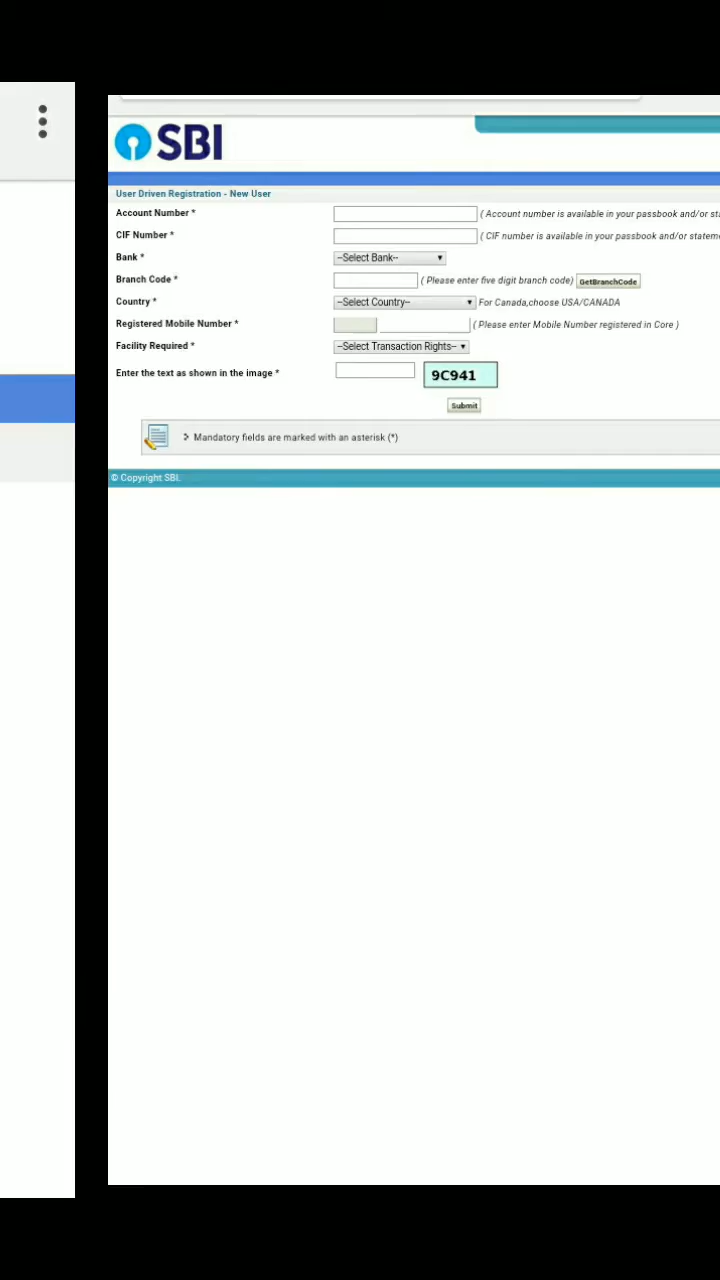 SBI
User Driven Registration - New User
Account Number * ( Account number is available in your passbook and/or
CIF Number * ( CIF number is available in your passbook and/or
Bank * --Select Bank--
Branch Code * ( Please enter five digit branch code) GetBranchCode
Country * --Select Country-- For Canada,choose USA/CANADA
Registered Mobile Number * ( Please enter Mobile Number registered in Core )
Facility Required * --Select Transaction Rights--
Enter the text as shown in the image * 9C941
Submit
Mandatory fields are marked with an asterisk (*)
© Copyright SBI.